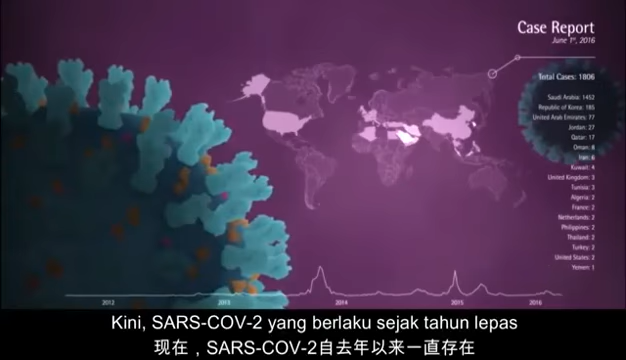 Case Report
June 1st, 2016
Total Cases: 1806
Saudi Arabia: 1452
Republic of Korea: 185
United Arab Emirates: 77
Jordan: 27
Qatar: 17
Oman: 8
Iran: 6
Kuwait: 4
United Kingdom: 3
Tunisia: 3
Algeria: 2
France: 2
Netherlands: 2
Philippines: 2
Thailand: 2
Turkey: 2
United States: 2
Yemen: 1
2012 2013 2014 2015 2016
Kini, SARS-COV-2 yang berlaku sejak tahun lepas
现在，SARS-COV-2自去年以来一直存在